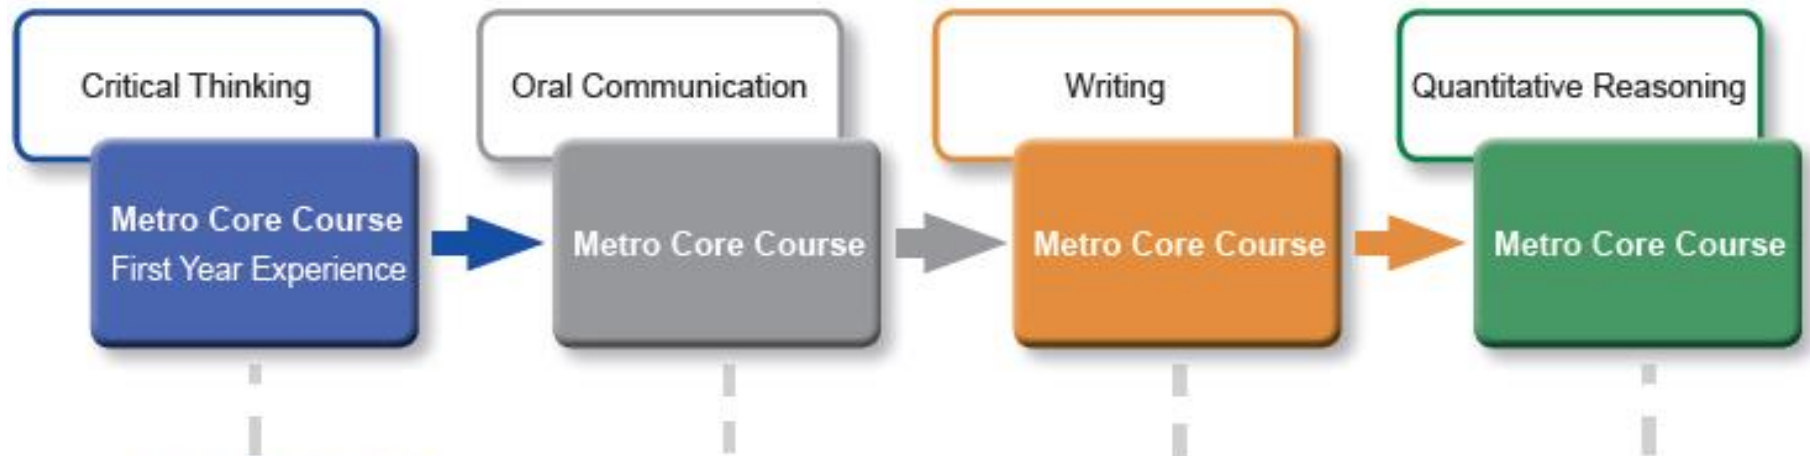 Critical Thinking
Oral Communication
Writing
Quantitative Reasoning
Metro Core Course
First Year Experience
Metro Core Course
Metro Core Course
Metro Core Course